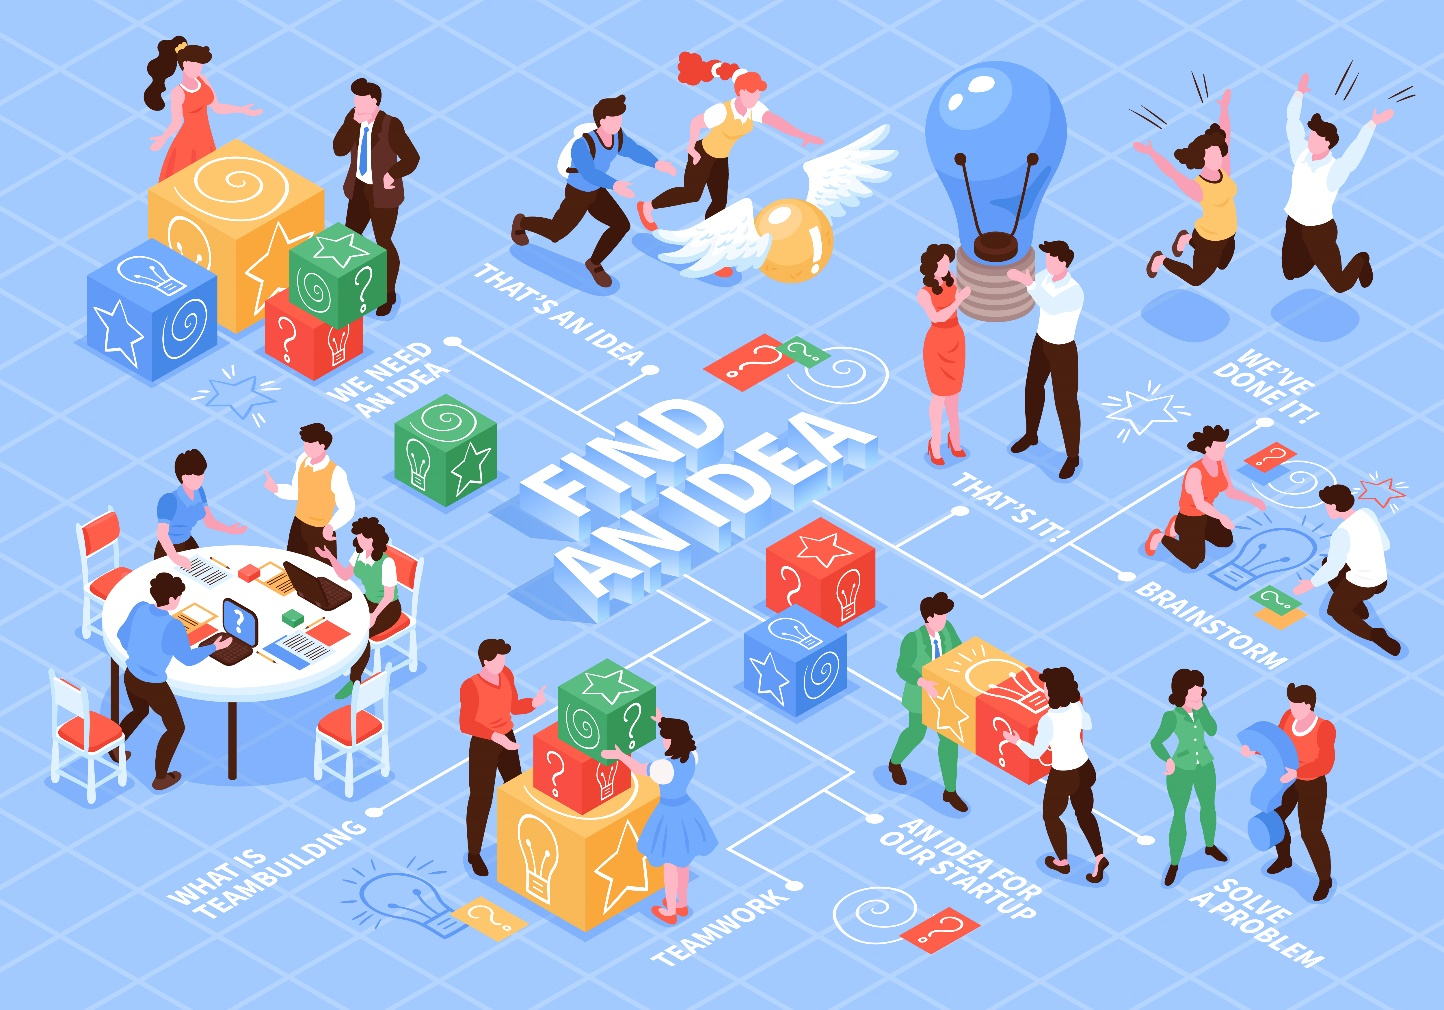 THAT'S AN IDEA
WE NEED
AN IDEA
FIND
AN IDEA
WE'VE
DONE IT!
THAT'S IT!
BRAINSTORM
WHAT IS
TEAMBUILDING
TEAMWORK
AN IDEA FOR
OUR STARTUP
SOLVE
A PROBLEM